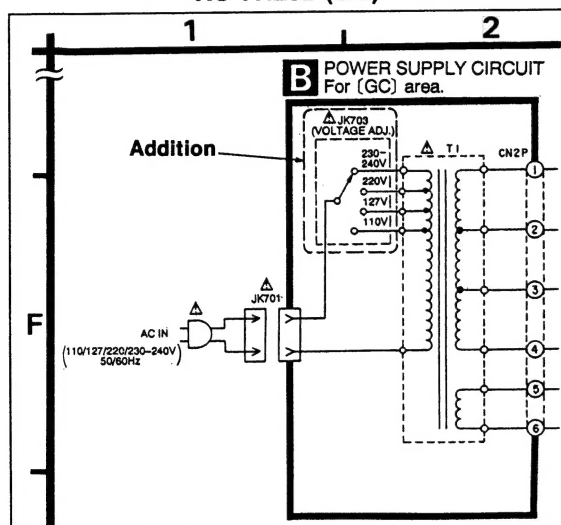 1 2
B POWER SUPPLY CIRCUIT
For (GC) area.
⚠JK703
(VOLTAGE ADJ.)
Addition
230–
240V
220V
127V
110V
⚠ T1
CN2P
1
2
3
4
5
6
F
⚠
JK701
⚠
AC IN
(110/127/220/230–240V
50/60Hz)